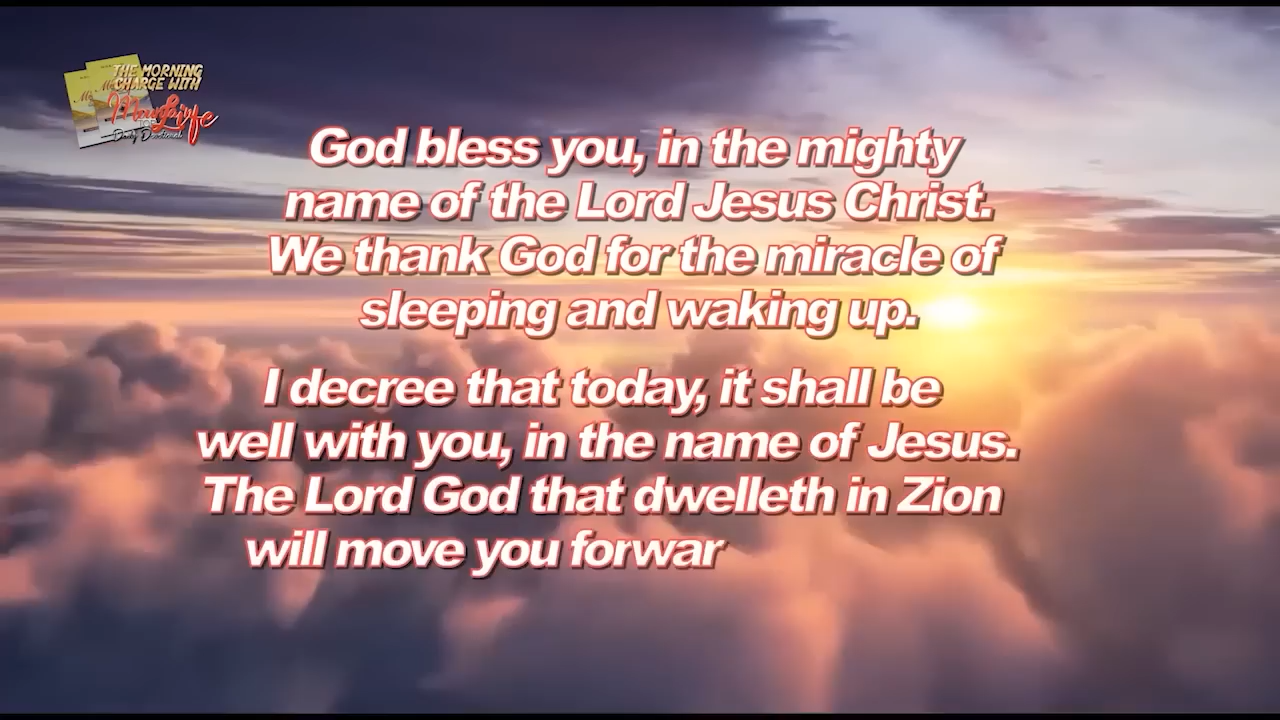 THE MORNING
CHARGE WITH
Daily Devotional
God bless you, in the mighty
name of the Lord Jesus Christ.
We thank God for the miracle of
sleeping and waking up.
I decree that today, it shall be
well with you, in the name of Jesus.
The Lord God that dwelleth in Zion
will move you forwar